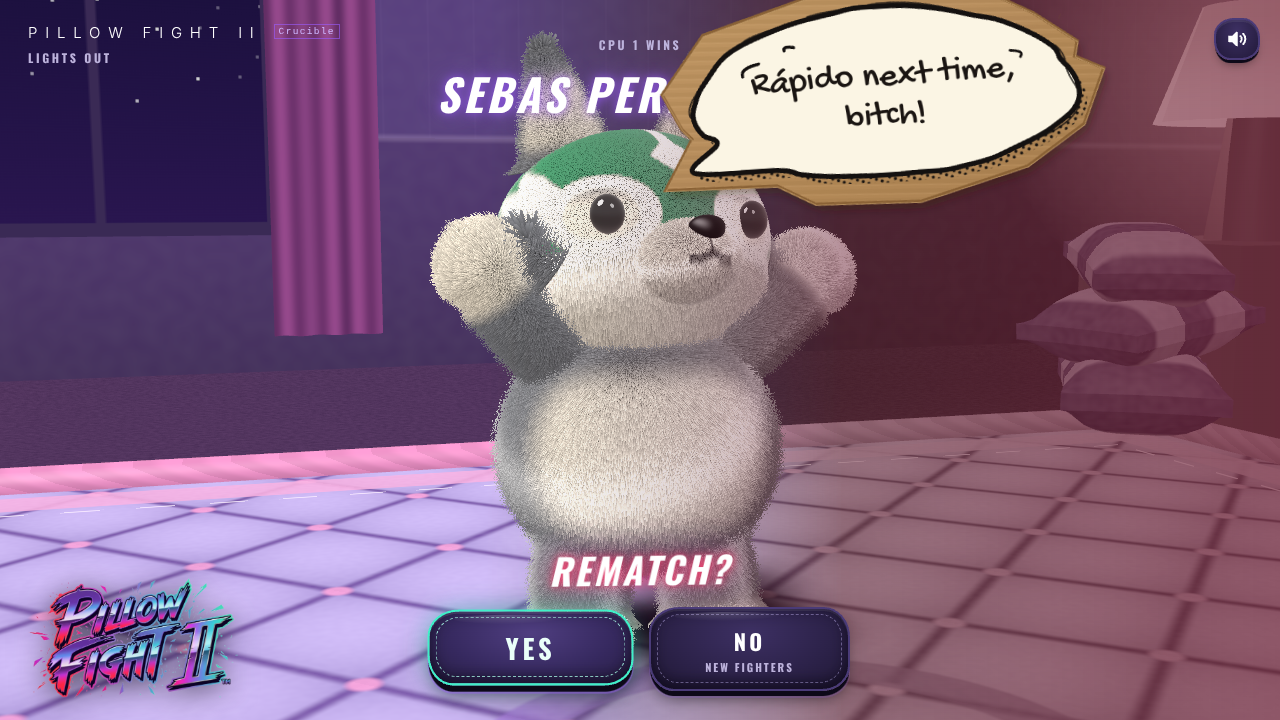 PILLOW FIGHT II Crucible
LIGHTS OUT
CPU 1 WINS
SEBAS PER
Rápido next time,
bitch!
REMATCH?
YES
NO
NEW FIGHTERS
PILLOW
FIGHT II
TM